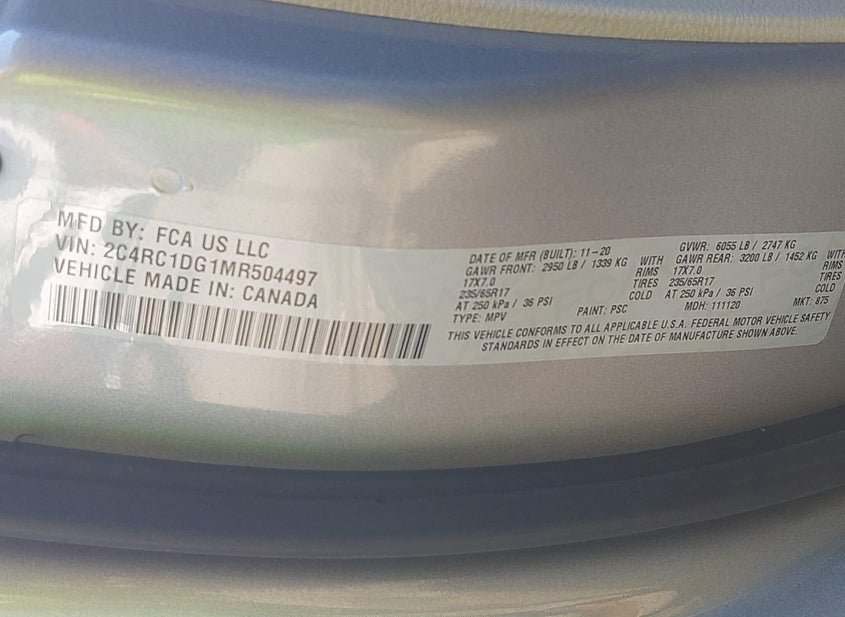 MFD BY: FCA US LLC
VIN: 2C4RC1DG1MR504497
VEHICLE MADE IN: CANADA
DATE OF MFR (BUILT): 11-20 GVWR: 6055 LB / 2747 KG
GAWR FRONT: 2950 LB / 1339 KG WITH GAWR REAR: 3200 LB / 1452 KG WITH
17X7.0 RIMS 17X7.0 RIMS
235/65R17 TIRES 235/65R17 TIRES
AT 250 kPa / 36 PSI COLD AT 250 kPa / 36 PSI COLD
TYPE: MPV PAINT: PSC MDH: 111120 MKT: 875
THIS VEHICLE CONFORMS TO ALL APPLICABLE U.S.A. FEDERAL MOTOR VEHICLE SAFETY
STANDARDS IN EFFECT ON THE DATE OF MANUFACTURE SHOWN ABOVE.